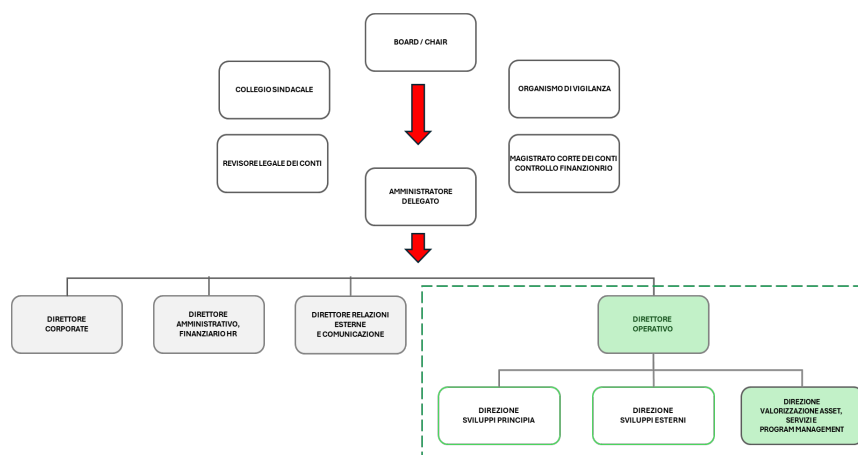 BOARD / CHAIR
COLLEGIO SINDACALE
ORGANISMO DI VIGILANZA
REVISORE LEGALE DEI CONTI
MAGISTRATO CORTE DEI CONTI
CONTROLLO FINANZIONRIO
AMMINISTRATORE
DELEGATO
DIRETTORE
CORPORATE
DIRETTORE
AMMINISTRATIVO,
FINANZIARIO HR
DIRETTORE RELAZIONI
ESTERNE
E COMUNICAZIONE
DIRETTORE
OPERATIVO
DIREZIONE
SVILUPPI PRINCIPIA
DIREZIONE
SVILUPPI ESTERNI
DIREZIONE
VALORIZZAZIONE ASSET,
SERVIZI E
PROGRAM MANAGEMENT